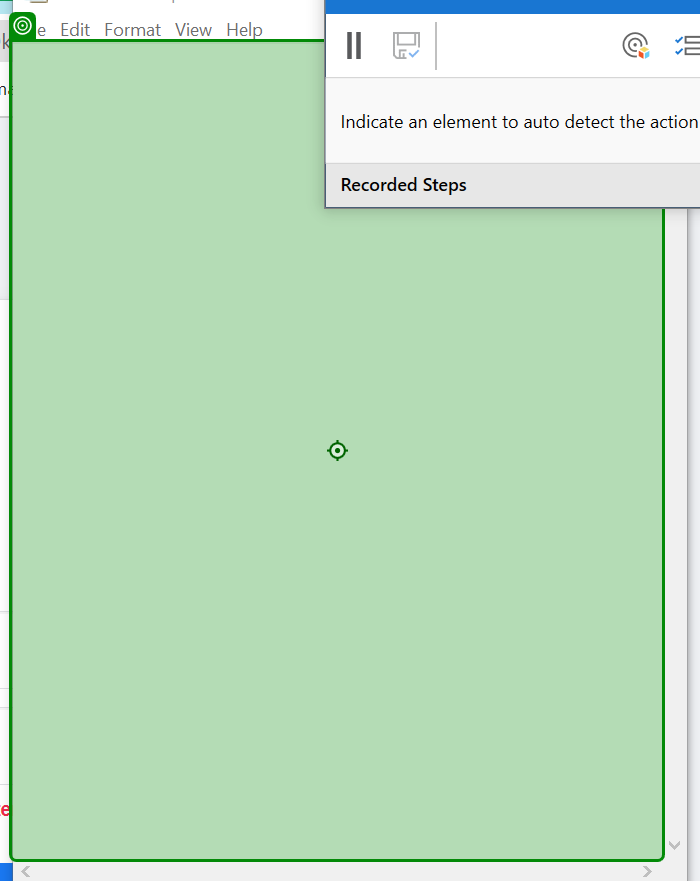 Edit Format View Help
Indicate an element to auto detect the action
Recorded Steps